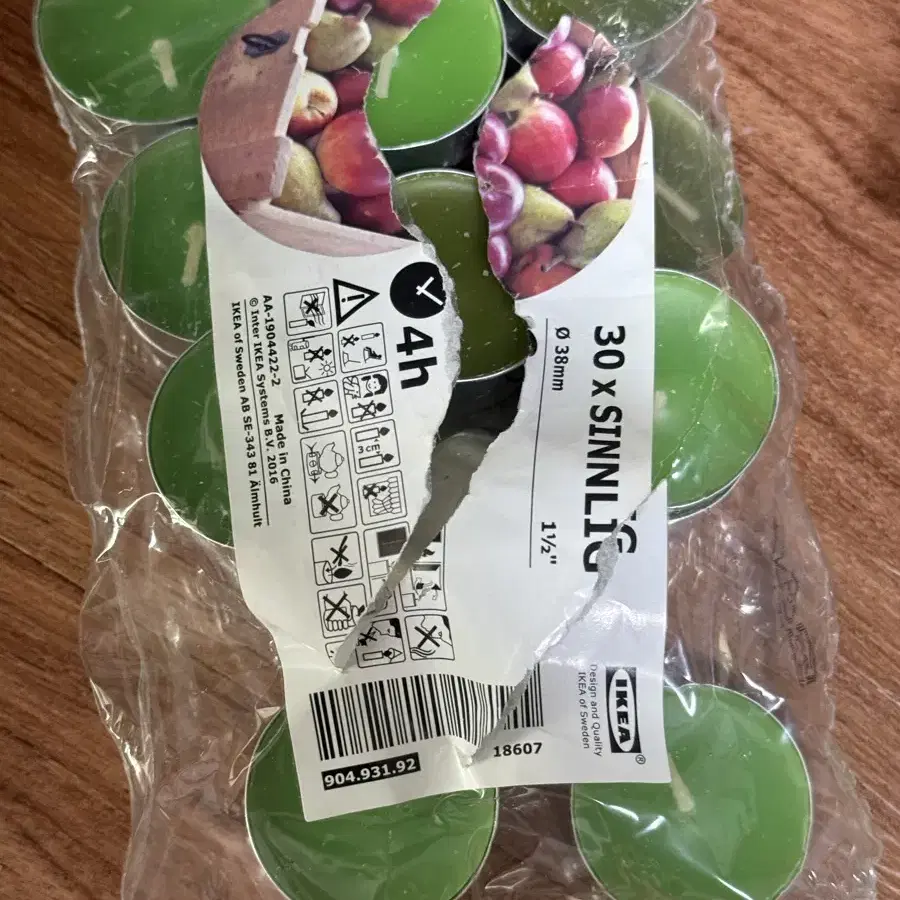 30 x SINNLIG
Ø 38mm
1½"
4h
Made in China
AA-1904422-2
© Inter IKEA Systems B.V. 2016
IKEA of Sweden AB SE-343 81 Älmhult
IKEA®
Design and Quality
IKEA of Sweden
904.931.92
18607